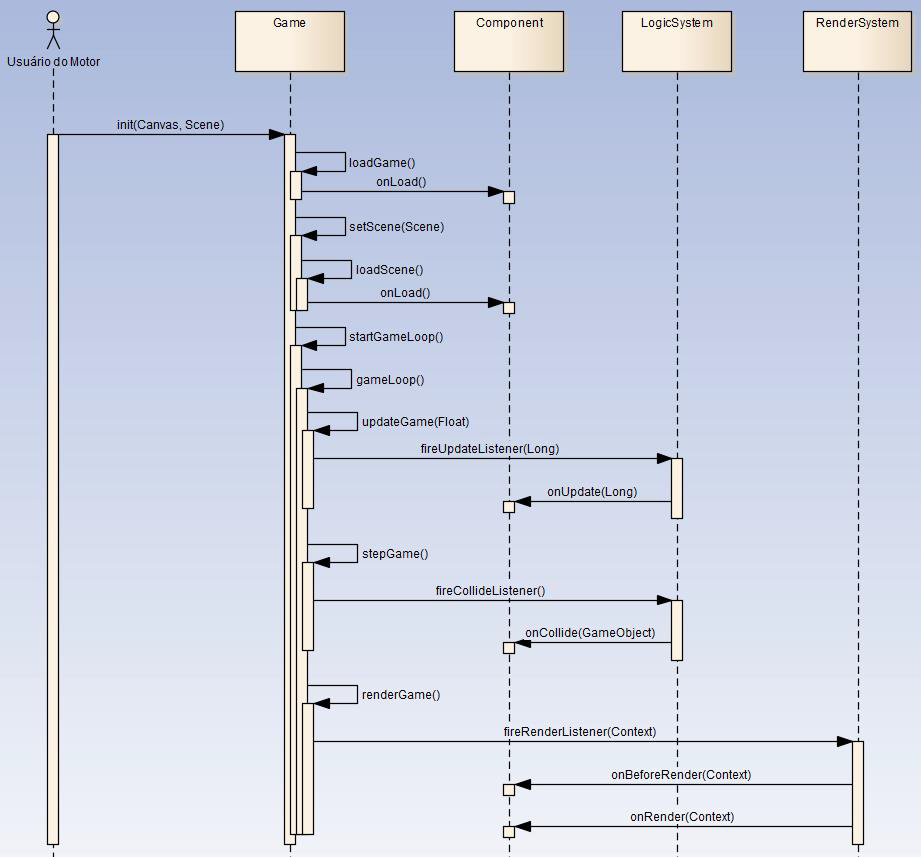 Game
Component
LogicSystem
RenderSystem
Usuário do Motor
init(Canvas, Scene)
loadGame()
onLoad()
setScene(Scene)
loadScene()
onLoad()
startGameLoop()
gameLoop()
updateGame(Float)
fireUpdateListener(Long)
onUpdate(Long)
stepGame()
fireCollideListener()
onCollide(GameObject)
renderGame()
fireRenderListener(Context)
onBeforeRender(Context)
onRender(Context)